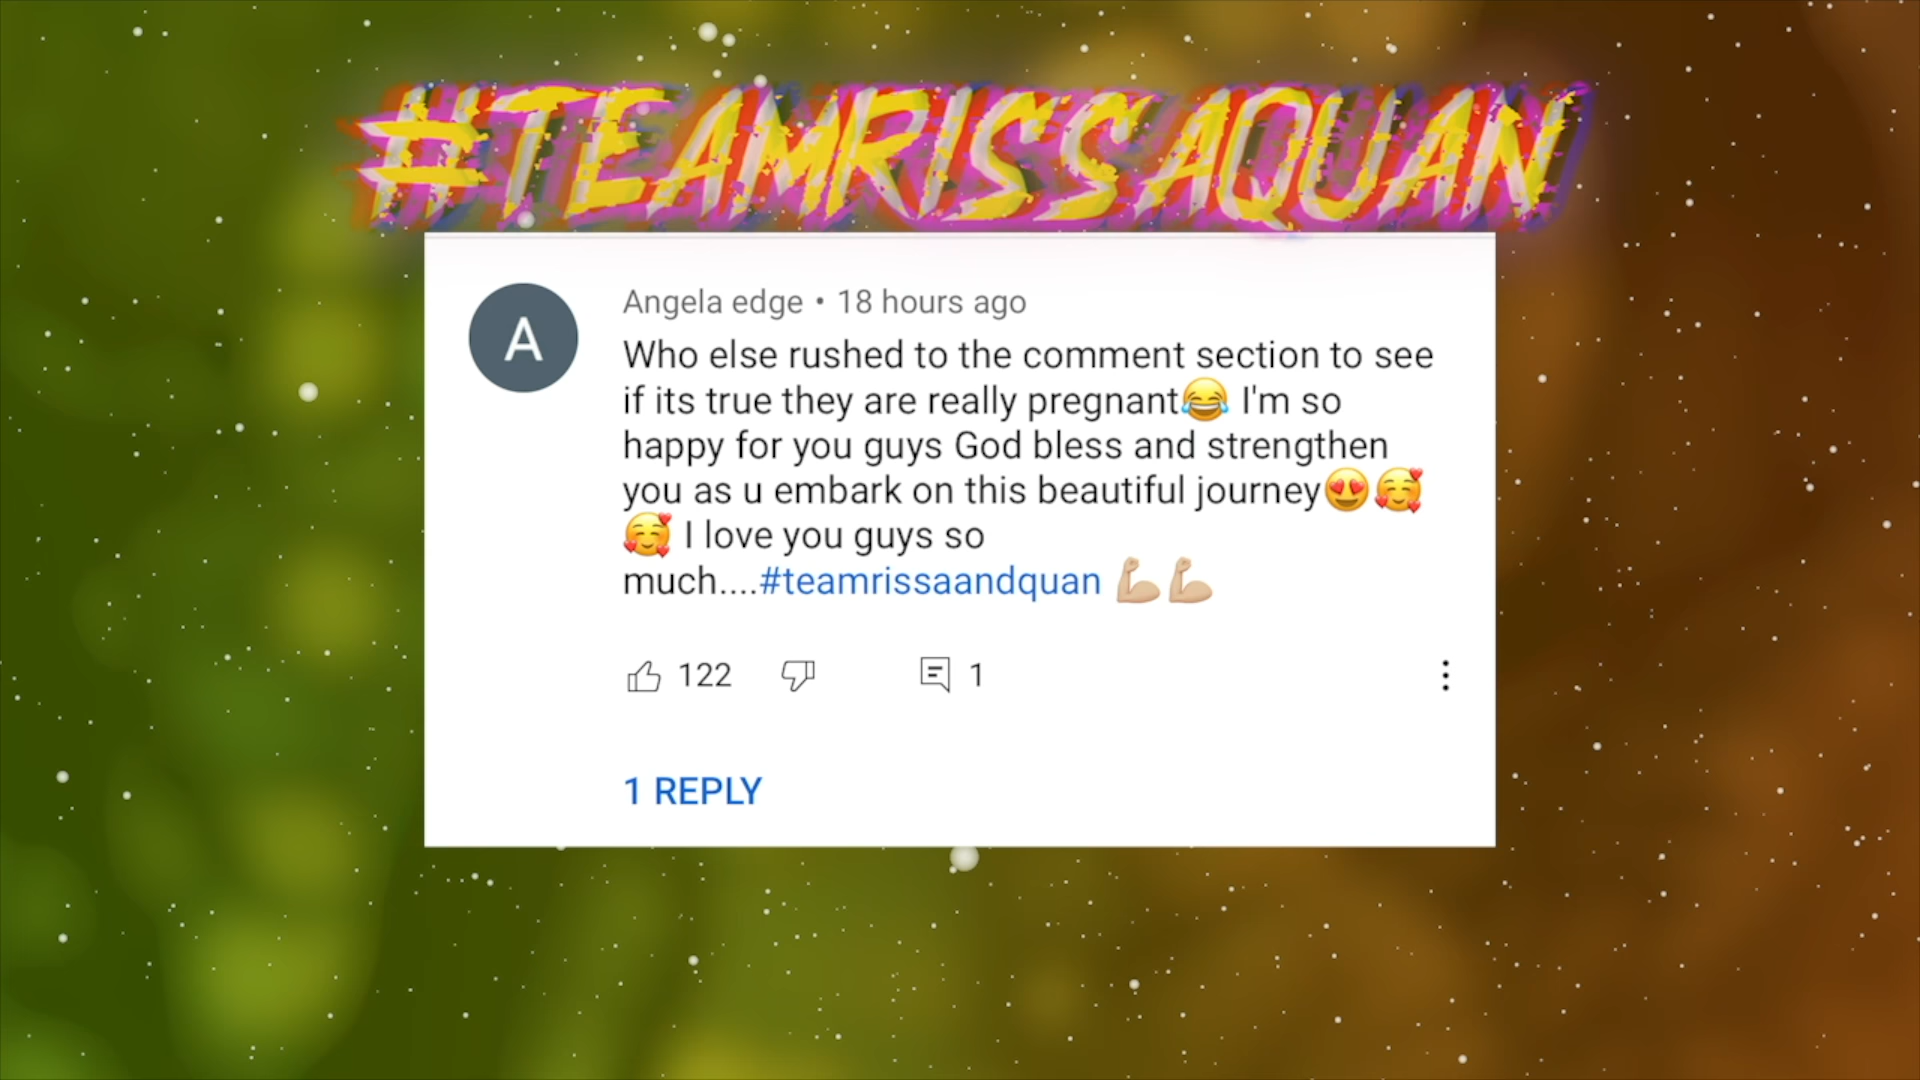 #TEAMRISSAQUAN
A
Angela edge • 18 hours ago
Who else rushed to the comment section to see
if its true they are really pregnant😂 I'm so
happy for you guys God bless and strengthen
you as u embark on this beautiful journey😍🥰
🥰 I love you guys so
much....#teamrissaandquan 💪🏼💪🏼
122 1
1 REPLY